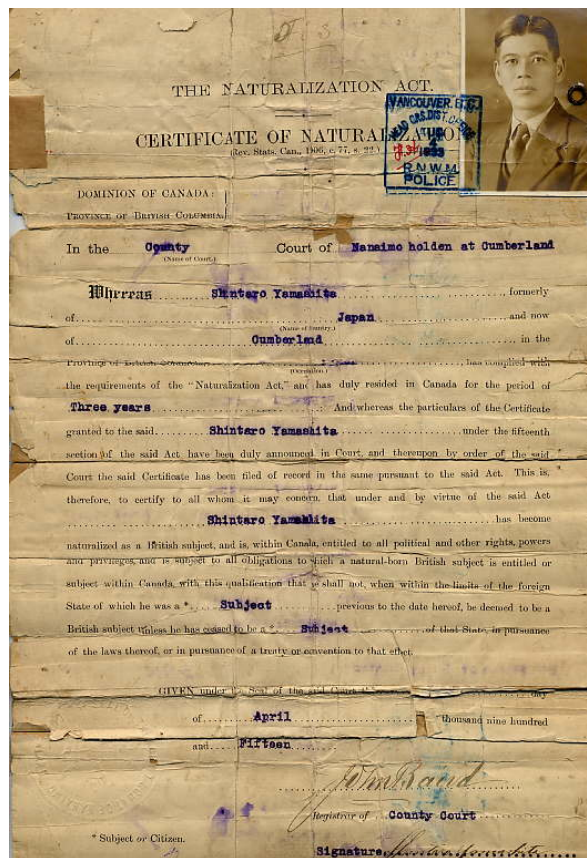 THE NATURALIZATION ACT.
CERTIFICATE OF NATURALIZATION
(Rev. Stats. Can., 1906, c. 77, s. 22.)
VANCOUVER, B.C.
R.N.W.M.
POLICE
DOMINION OF CANADA:
PROVINCE OF BRITISH COLUMBIA.
In the County Court of Nanaimo holden at Cumberland
(Name of Court.)
Whereas Shintaro Yamashita, formerly
of Japan, and now
(Name of Country.)
of Cumberland, in the
Province of British Columbia, has complied with
(Occupation.)
the requirements of the "Naturalization Act," and has duly resided in Canada for the period of
Three years. And whereas the particulars of the Certificate
granted to the said Shintaro Yamashita under the fifteenth
section of the said Act have been duly announced in Court, and thereupon by order of the said
Court the said Certificate has been filed of record in the same pursuant to the said Act. This is,
therefore, to certify to all whom it may concern, that under and by virtue of the said Act
Shintaro Yamashita has become
naturalized as a British subject, and is, within Canada, entitled to all political and other rights, powers
and privileges, and is subject to all obligations to which a natural-born British subject is entitled or
subject within Canada, with this qualification that he shall not, when within the limits of the foreign
State of which he was a * Subject previous to the date hereof, be deemed to be a
British subject unless he has ceased to be a * Subject of that State, in pursuance
of the laws thereof, or in pursuance of a treaty or convention to that effect.
GIVEN under the Seal of the said Court day
of April thousand nine hundred
and Fifteen
John Baird
Registrar of County Court
* Subject or Citizen.
Signature